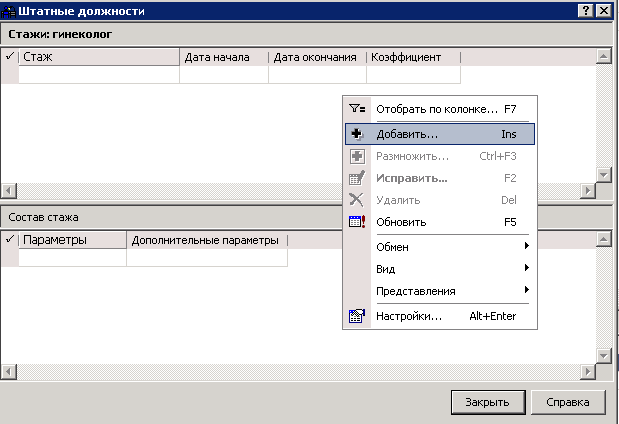 Штатные должности
Стажи: гинеколог
Стаж Дата начала Дата окончания Коэффициент
Отобрать по колонке... F7
Добавить... Ins
Размножить... Ctrl+F3
Исправить... F2
Удалить Del
Обновить F5
Обмен
Вид
Представления
Настройки... Alt+Enter
Состав стажа
Параметры Дополнительные параметры
Закрыть Справка